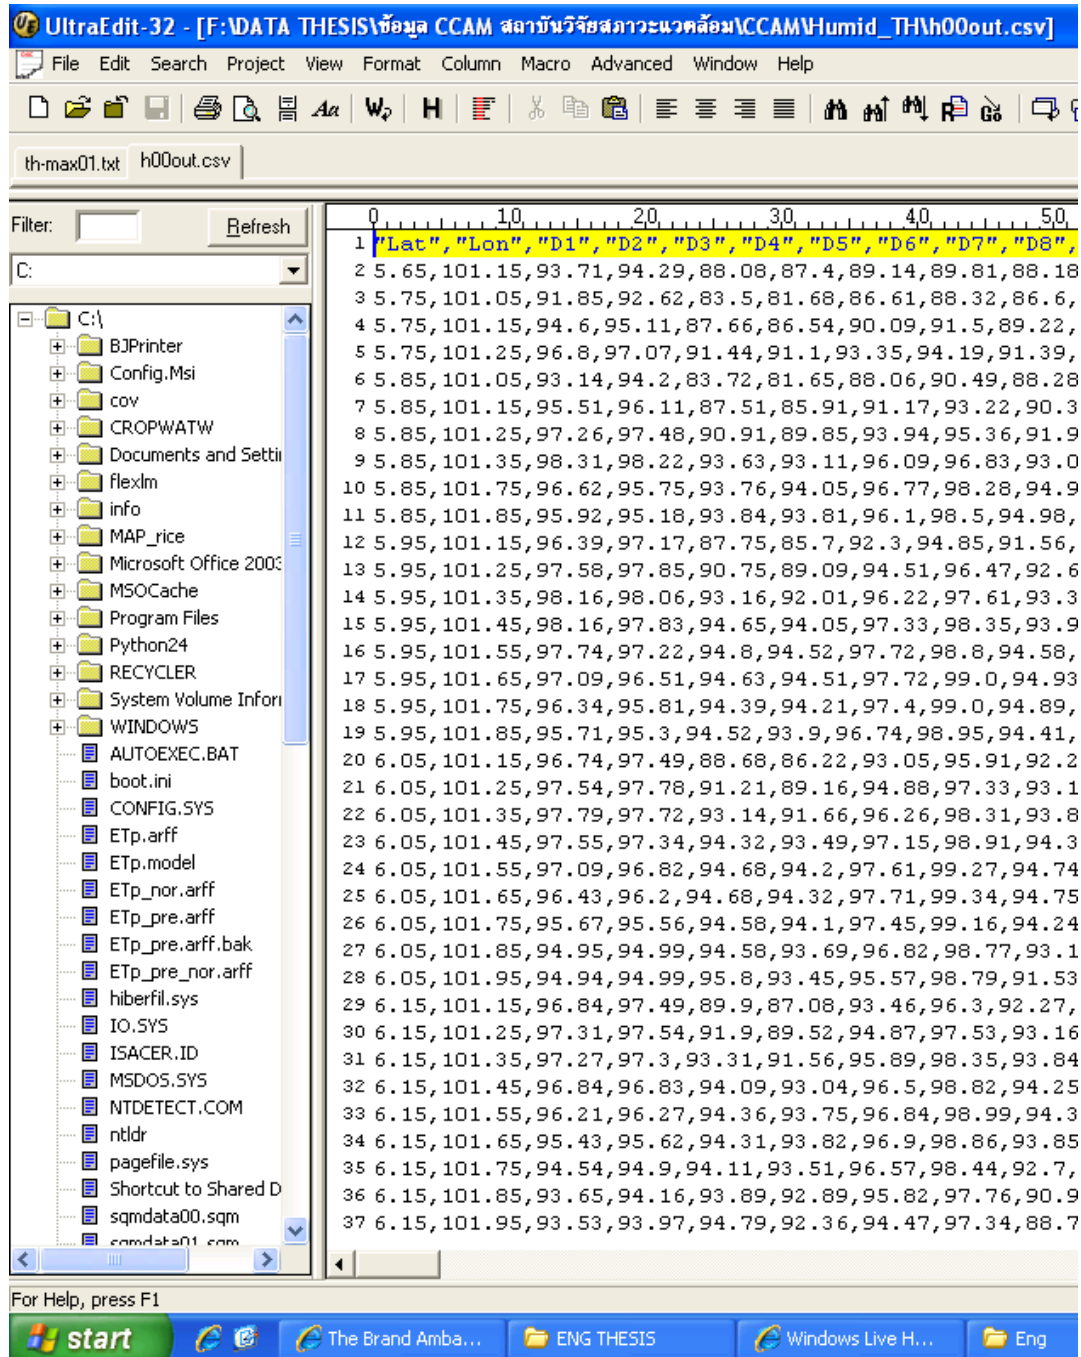 UltraEdit-32 - [F:\DATA THESIS\ข้อมูล CCAM สถาบันวิจัยสภาวะแวดล้อม\CCAM\Humid_TH\h00out.csv]
File Edit Search Project View Format Column Macro Advanced Window Help
th-max01.txt h00out.csv
Filter: Refresh
C:
C:\
BJPrinter
Config.Msi
cov
CROPWATW
Documents and Setti
flexlm
info
MAP_rice
Microsoft Office 2003
MSOCache
Program Files
Python24
RECYCLER
System Volume Infor
WINDOWS
AUTOEXEC.BAT
boot.ini
CONFIG.SYS
ETp.arff
ETp.model
ETp_nor.arff
ETp_pre.arff
ETp_pre.arff.bak
ETp_pre_nor.arff
hiberfil.sys
IO.SYS
ISACER.ID
MSDOS.SYS
NTDETECT.COM
ntldr
pagefile.sys
Shortcut to Shared D
sqmdata00.sqm
sqmdata01.sqm
0 10 20 30 40 50
1 "Lat","Lon","D1","D2","D3","D4","D5","D6","D7","D8",
2 5.65,101.15,93.71,94.29,88.08,87.4,89.14,89.81,88.18
3 5.75,101.05,91.85,92.62,83.5,81.68,86.61,88.32,86.6,
4 5.75,101.15,94.6,95.11,87.66,86.54,90.09,91.5,89.22,
5 5.75,101.25,96.8,97.07,91.44,91.1,93.35,94.19,91.39,
6 5.85,101.05,93.14,94.2,83.72,81.65,88.06,90.49,88.28
7 5.85,101.15,95.51,96.11,87.51,85.91,91.17,93.22,90.3
8 5.85,101.25,97.26,97.48,90.91,89.85,93.94,95.36,91.9
9 5.85,101.35,98.31,98.22,93.63,93.11,96.09,96.83,93.0
10 5.85,101.75,96.62,95.75,93.76,94.05,96.77,98.28,94.9
11 5.85,101.85,95.92,95.18,93.84,93.81,96.1,98.5,94.98,
12 5.95,101.15,96.39,97.17,87.75,85.7,92.3,94.85,91.56,
13 5.95,101.25,97.58,97.85,90.75,89.09,94.51,96.47,92.6
14 5.95,101.35,98.16,98.06,93.16,92.01,96.22,97.61,93.3
15 5.95,101.45,98.16,97.83,94.65,94.05,97.33,98.35,93.9
16 5.95,101.55,97.74,97.22,94.8,94.52,97.72,98.8,94.58,
17 5.95,101.65,97.09,96.51,94.63,94.51,97.72,99.0,94.93
18 5.95,101.75,96.34,95.81,94.39,94.21,97.4,99.0,94.89,
19 5.95,101.85,95.71,95.3,94.52,93.9,96.74,98.95,94.41,
20 6.05,101.15,96.74,97.49,88.68,86.22,93.05,95.91,92.2
21 6.05,101.25,97.54,97.78,91.21,89.16,94.88,97.33,93.1
22 6.05,101.35,97.79,97.72,93.14,91.66,96.26,98.31,93.8
23 6.05,101.45,97.55,97.34,94.32,93.49,97.15,98.91,94.3
24 6.05,101.55,97.09,96.82,94.68,94.2,97.61,99.27,94.74
25 6.05,101.65,96.43,96.2,94.68,94.32,97.71,99.34,94.75
26 6.05,101.75,95.67,95.56,94.58,94.1,97.45,99.16,94.24
27 6.05,101.85,94.95,94.99,94.58,93.69,96.82,98.77,93.1
28 6.05,101.95,94.94,94.99,95.8,93.45,95.57,98.79,91.53
29 6.15,101.15,96.84,97.49,89.9,87.08,93.46,96.3,92.27,
30 6.15,101.25,97.31,97.54,91.9,89.52,94.87,97.53,93.16
31 6.15,101.35,97.27,97.3,93.31,91.56,95.89,98.35,93.84
32 6.15,101.45,96.84,96.83,94.09,93.04,96.5,98.82,94.25
33 6.15,101.55,96.21,96.27,94.36,93.75,96.84,98.99,94.3
34 6.15,101.65,95.43,95.62,94.31,93.82,96.9,98.86,93.85
35 6.15,101.75,94.54,94.9,94.11,93.51,96.57,98.44,92.7,
36 6.15,101.85,93.65,94.16,93.89,92.89,95.82,97.76,90.9
37 6.15,101.95,93.53,93.97,94.79,92.36,94.47,97.34,88.7
For Help, press F1
start The Brand Amba... ENG THESIS Windows Live H... Eng